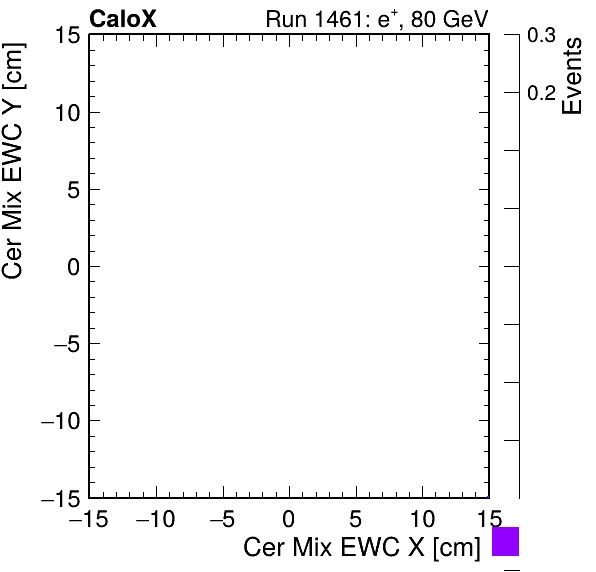 CaloX Run 1461: e+, 80 GeV
Cer Mix EWC Y [cm]
15
10
5
0
−5
−10
−15
−15 −10 −5 0 5 10 15
Cer Mix EWC X [cm]
0.3
0.2
Events